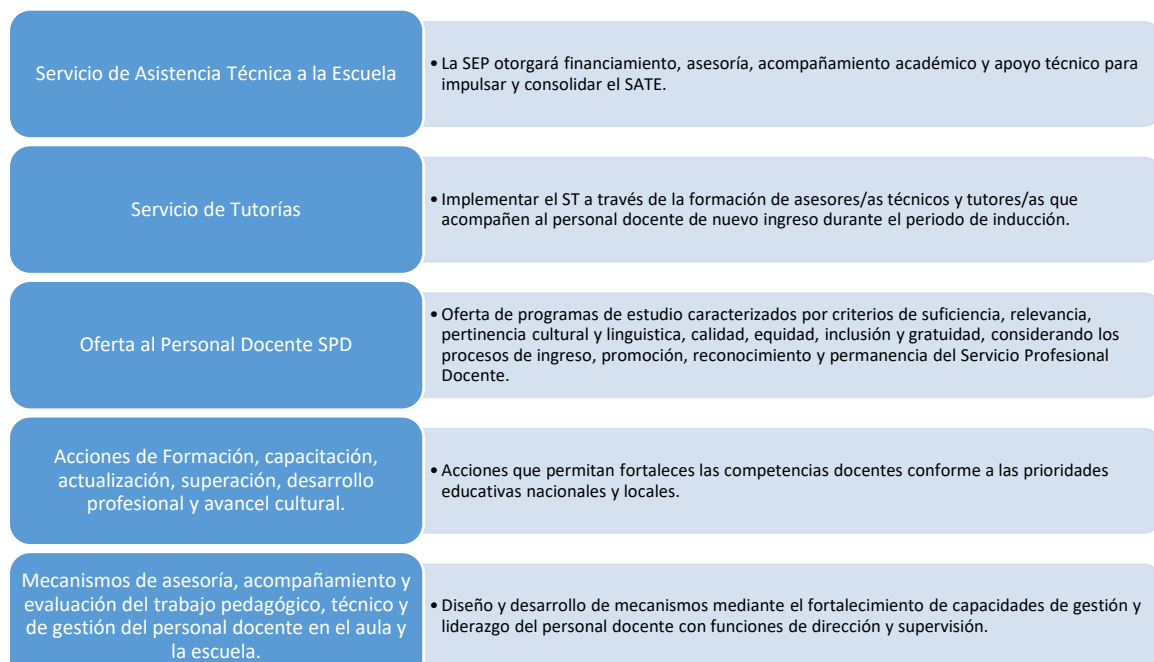 Servicio de Asistencia Técnica a la Escuela
• La SEP otorgará financiamiento, asesoría, acompañamiento académico y apoyo técnico para
impulsar y consolidar el SATE.
Servicio de Tutorías
• Implementar el ST a través de la formación de asesores/as técnicos y tutores/as que
acompañen al personal docente de nuevo ingreso durante el periodo de inducción.
Oferta al Personal Docente SPD
• Oferta de programas de estudio caracterizados por criterios de suficiencia, relevancia,
pertinencia cultural y linguistica, calidad, equidad, inclusión y gratuidad, considerando los
procesos de ingreso, promoción, reconocimiento y permanencia del Servicio Profesional
Docente.
Acciones de Formación, capacitación,
actualización, superación, desarrollo
profesional y avancel cultural.
• Acciones que permitan fortaleces las competencias docentes conforme a las prioridades
educativas nacionales y locales.
Mecanismos de asesoría, acompañamiento y
evaluación del trabajo pedagógico, técnico y
de gestión del personal docente en el aula y
la escuela.
• Diseño y desarrollo de mecanismos mediante el fortalecimiento de capacidades de gestión y
liderazgo del personal docente con funciones de dirección y supervisión.